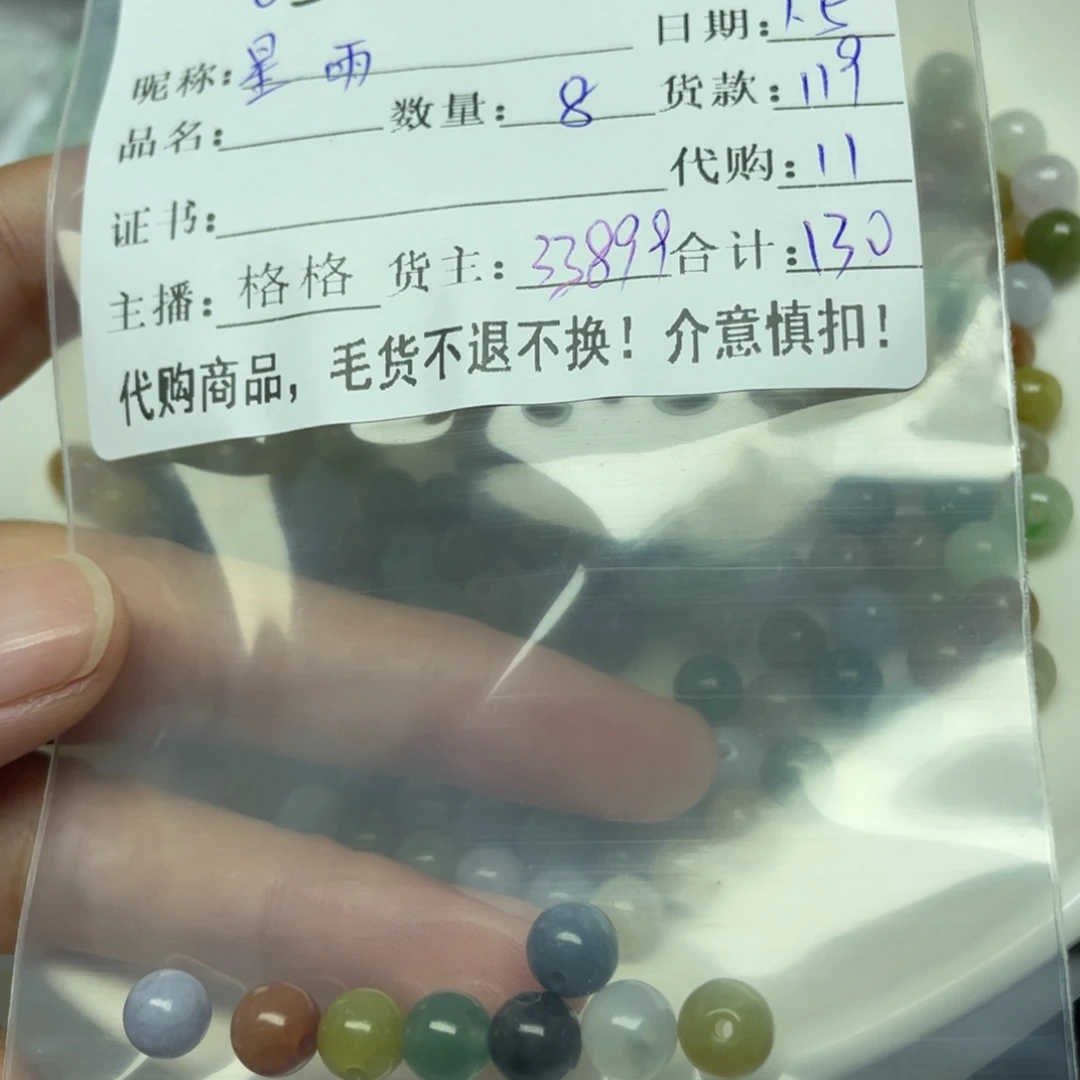 日期:
昵称:星雨
品名: 数量:8 货款:119
代购:11
证书:
主播:格格 货主:33899 合计:130
代购商品,毛货不退不换!介意慎扣!